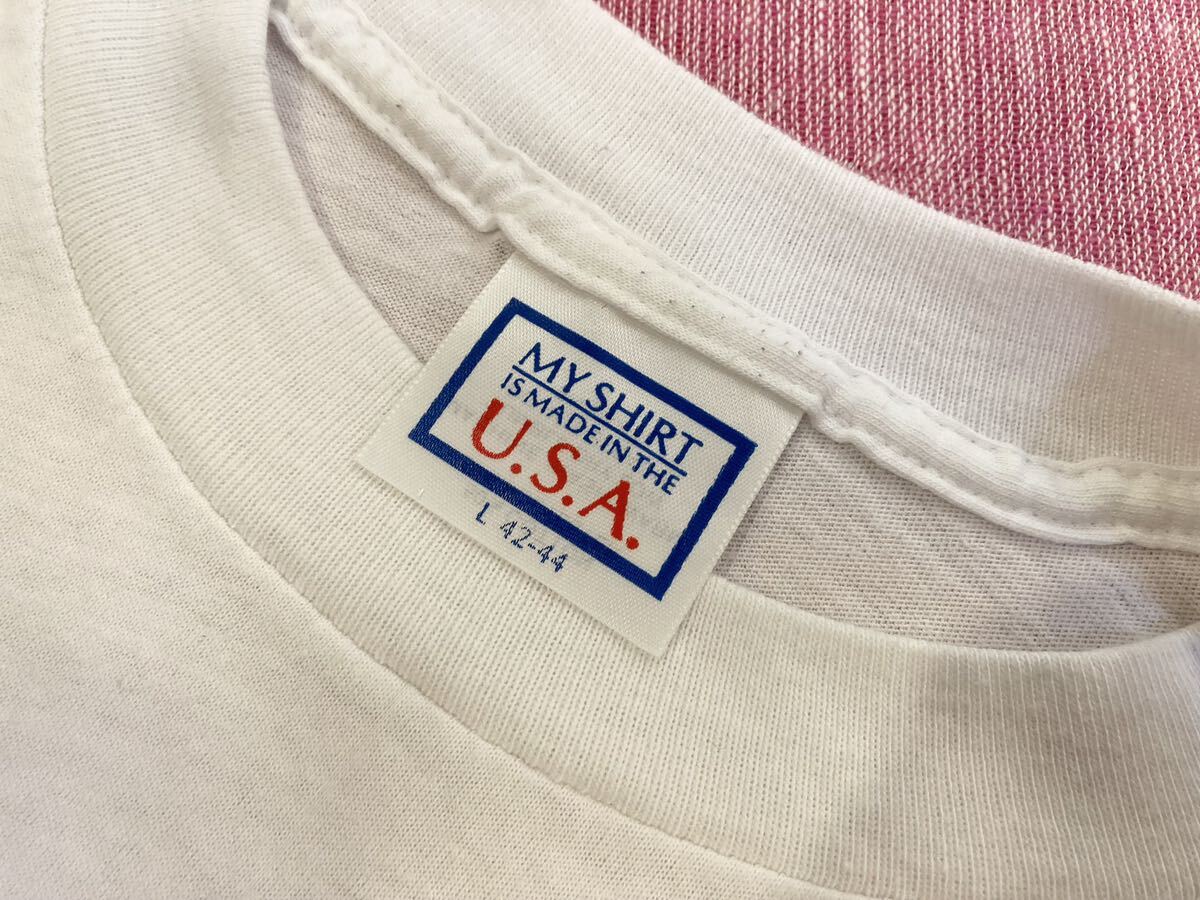 MY SHIRT
IS MADE IN THE
U.S.A.
L 42-44